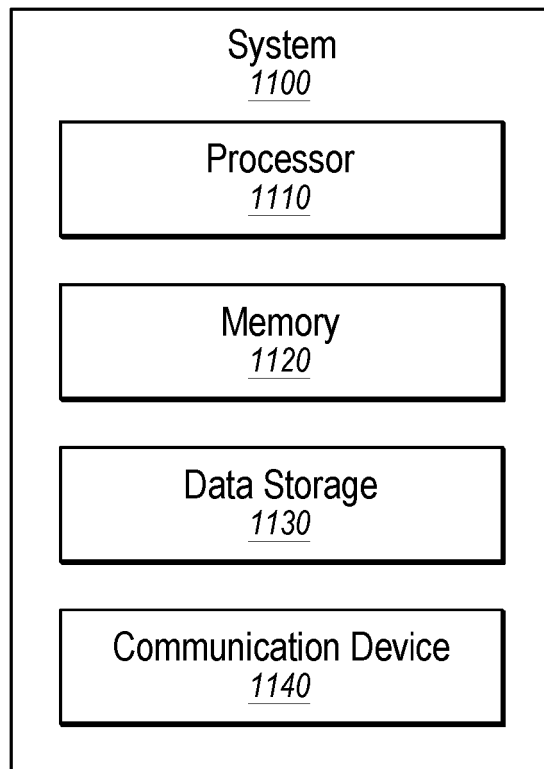 System
1100
Processor
1110
Memory
1120
Data Storage
1130
Communication Device
1140